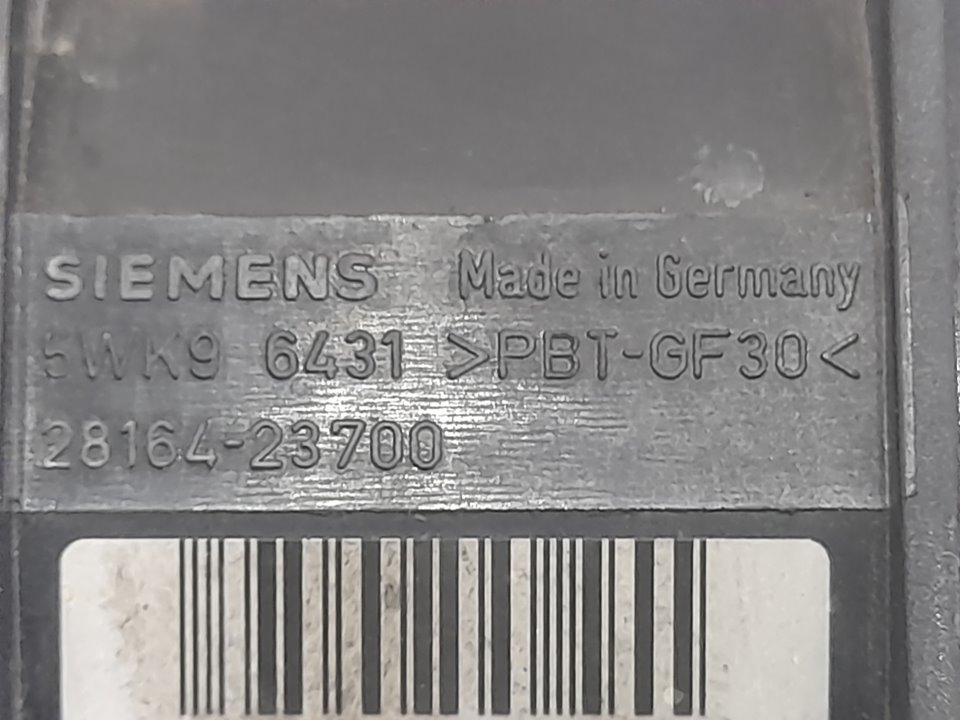 SIEMENS Made in Germany
5WK9 6431 >PBT-GF30<
28164-23700